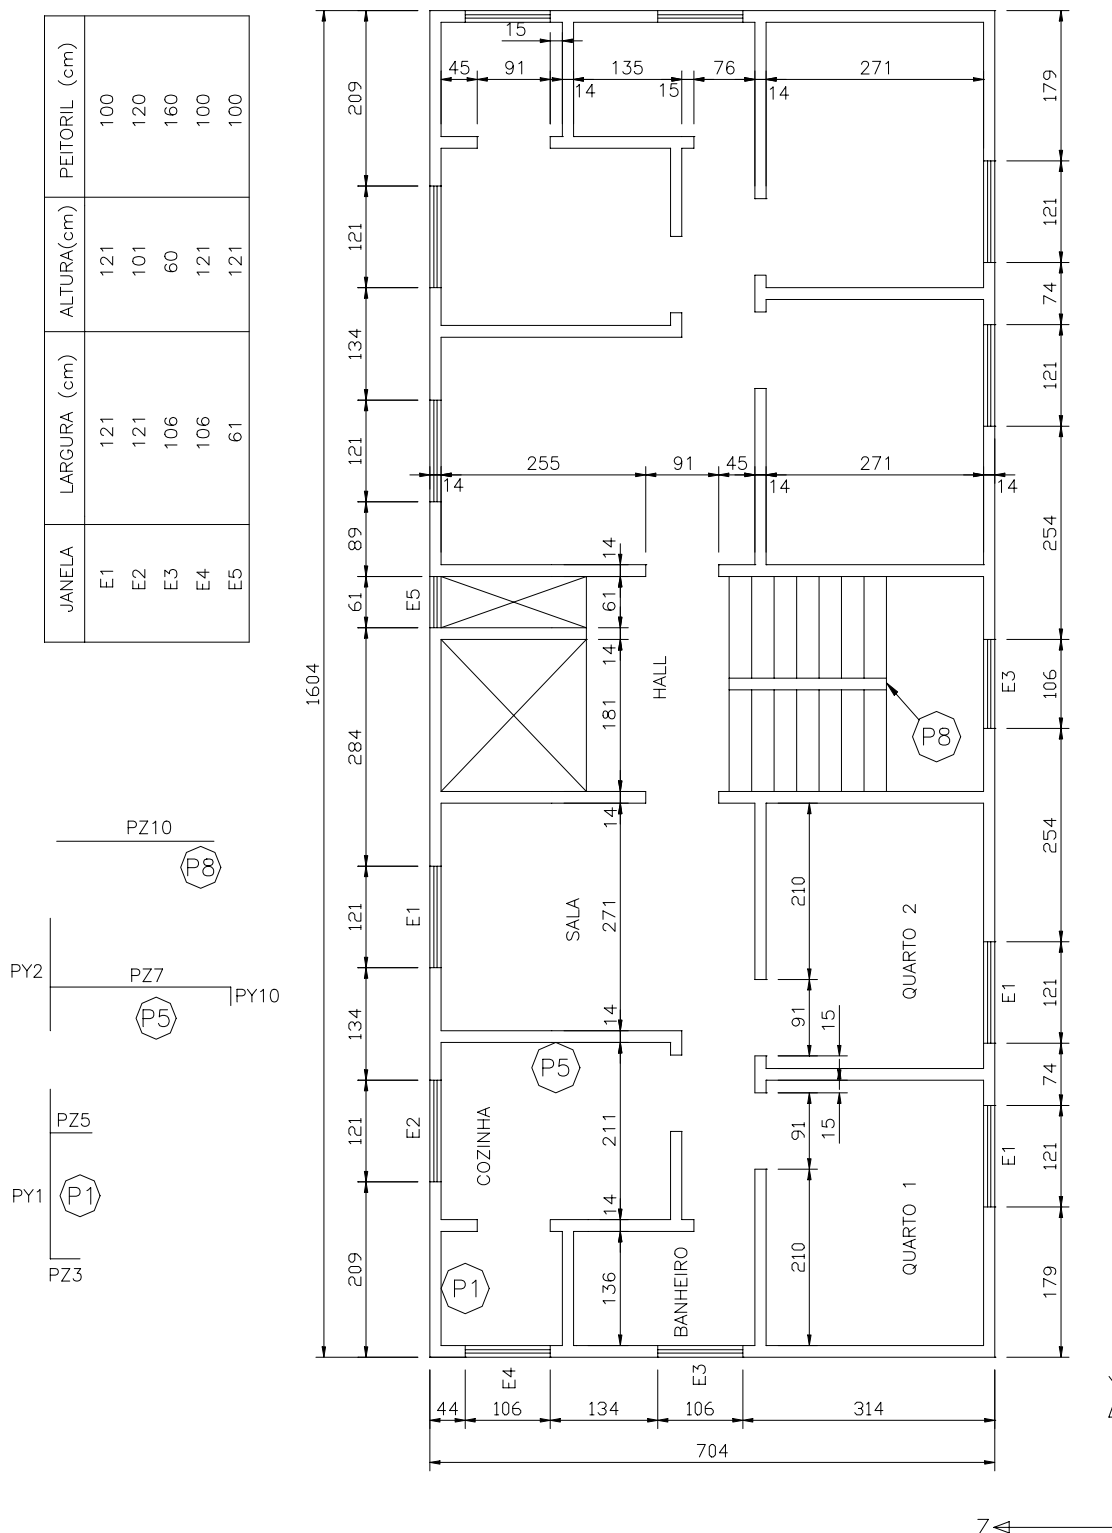 JANELA LARGURA (cm) ALTURA(cm) PEITORIL (cm)
E1 121 121 100
E2 121 101 120
E3 106 60 160
E4 106 121 100
E5 61 121 100
PZ10
P8
PY2
PZ7
PY10
P5
PZ5
PY1
P1
PZ3
15
45
91
14
135
15
76
14
271
209
121
134
121
89
61
284
121
134
121
209
1604
179
121
74
121
254
106
254
121
74
121
179
14
255
91
45
14
271
14
14
61
14
181
14
271
14
211
14
136
E5
HALL
E3
P8
E1
SALA
210
QUARTO 2
E1
91
15
P5
E2
COZINHA
91
15
E1
210
QUARTO 1
P1
BANHEIRO
E4
E3
44
106
134
106
314
704
Z